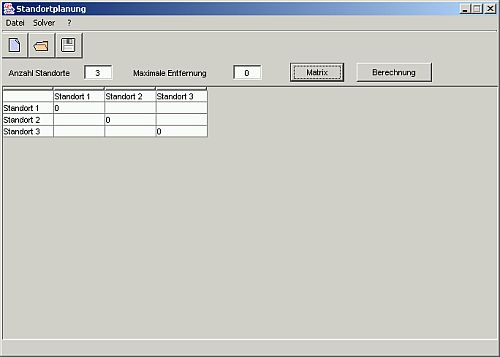 Standortplanung
Datei Solver ?
Anzahl Standorte 3 Maximale Entfernung 0 Matrix Berechnung
Standort 1 Standort 2 Standort 3
Standort 1 0
Standort 2 0
Standort 3 0